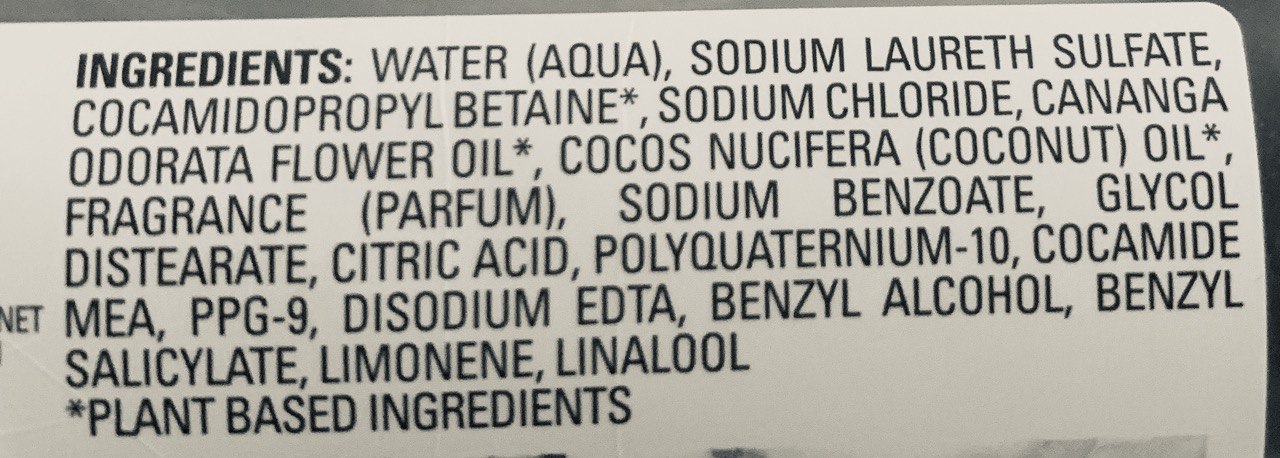 INGREDIENTS: WATER (AQUA), SODIUM LAURETH SULFATE,
COCAMIDOPROPYL BETAINE*, SODIUM CHLORIDE, CANANGA
ODORATA FLOWER OIL*, COCOS NUCIFERA (COCONUT) OIL*,
FRAGRANCE (PARFUM), SODIUM BENZOATE, GLYCOL
DISTEARATE, CITRIC ACID, POLYQUATERNIUM-10, COCAMIDE
NET
MEA, PPG-9, DISODIUM EDTA, BENZYL ALCOHOL, BENZYL
SALICYLATE, LIMONENE, LINALOOL
*PLANT BASED INGREDIENTS